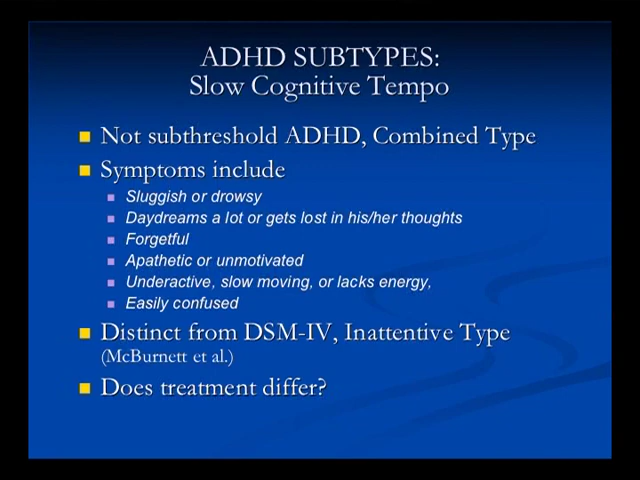 ADHD SUBTYPES:
Slow Cognitive Tempo
Not subthreshold ADHD, Combined Type
Symptoms include
Sluggish or drowsy
Daydreams a lot or gets lost in his/her thoughts
Forgetful
Apathetic or unmotivated
Underactive, slow moving, or lacks energy,
Easily confused
Distinct from DSM-IV, Inattentive Type
(McBurnett et al.)
Does treatment differ?